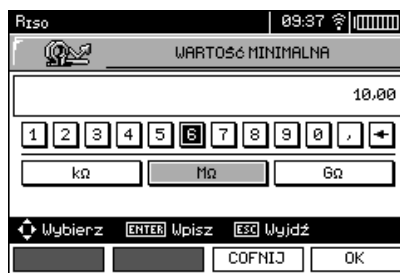 RISO 09:37
WARTOŚĆ MINIMALNA
10,00
1 2 3 4 5 6 7 8 9 0 ,
kΩ MΩ GΩ
Wybierz ENTER Wpisz ESC Wyjdź
COFNIJ OK